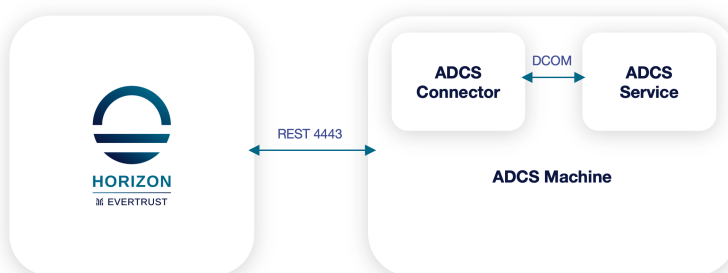 HORIZON
EVERTRUST
REST 4443
ADCS
Connector
DCOM
ADCS
Service
ADCS Machine